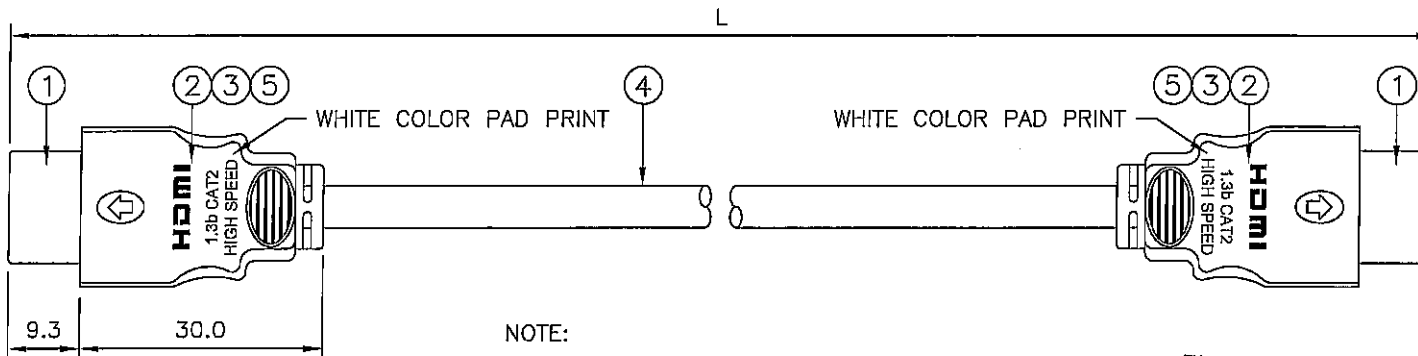 L
1 2 3 5 4 5 3 2 1
WHITE COLOR PAD PRINT WHITE COLOR PAD PRINT
HDMI
1.3b CAT2
HIGH SPEED
HDMI
1.3b CAT2
HIGH SPEED
9.3 30.0
NOTE: